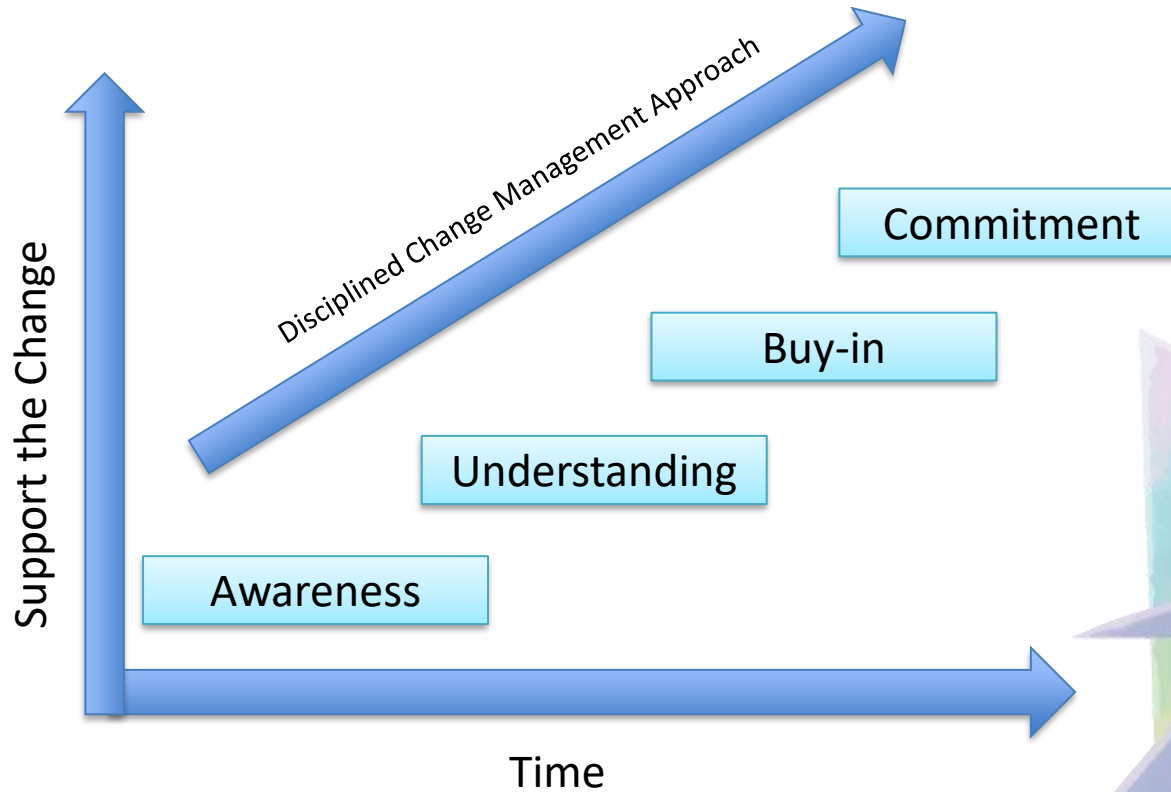 Disciplined Change Management Approach
Support the Change
Commitment
Buy-in
Understanding
Awareness
Time